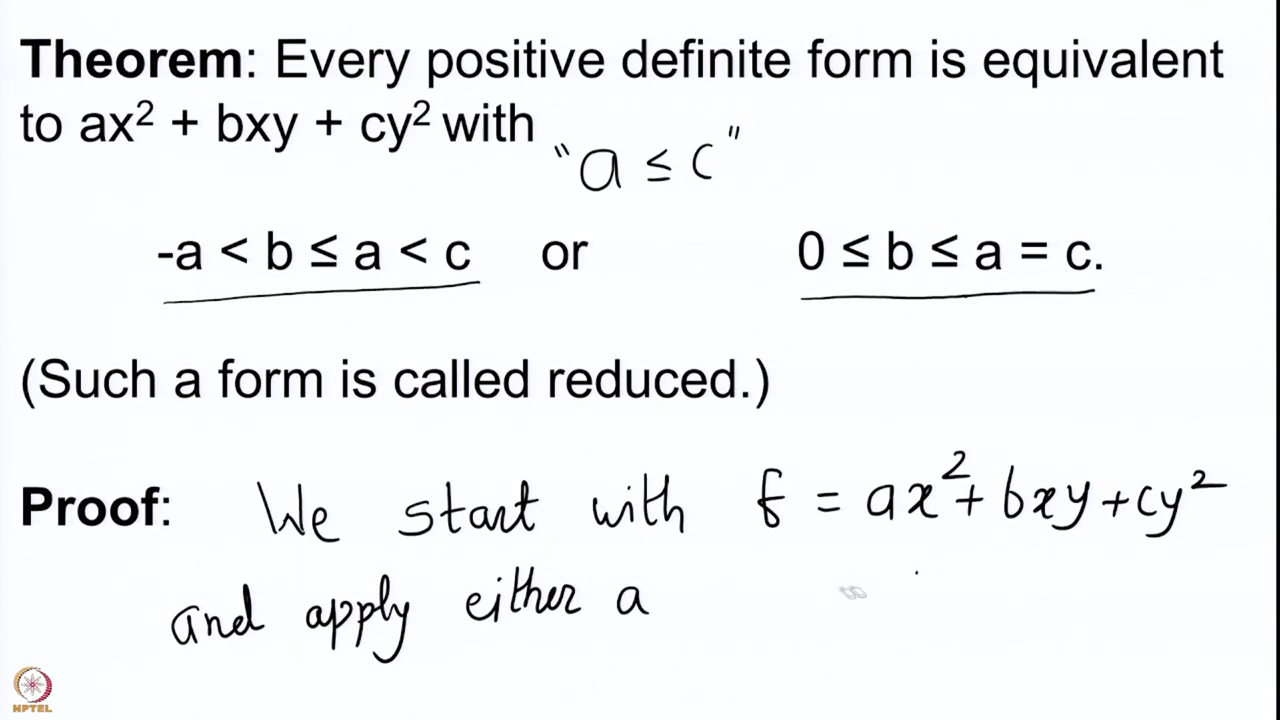 Theorem: Every positive definite form is equivalent
to ax² + bxy + cy² with
"a ≤ c"
-a < b ≤ a < c or 0 ≤ b ≤ a = c.
(Such a form is called reduced.)
Proof: We start with f = ax² + bxy + cy²
and apply either a
NPTEL